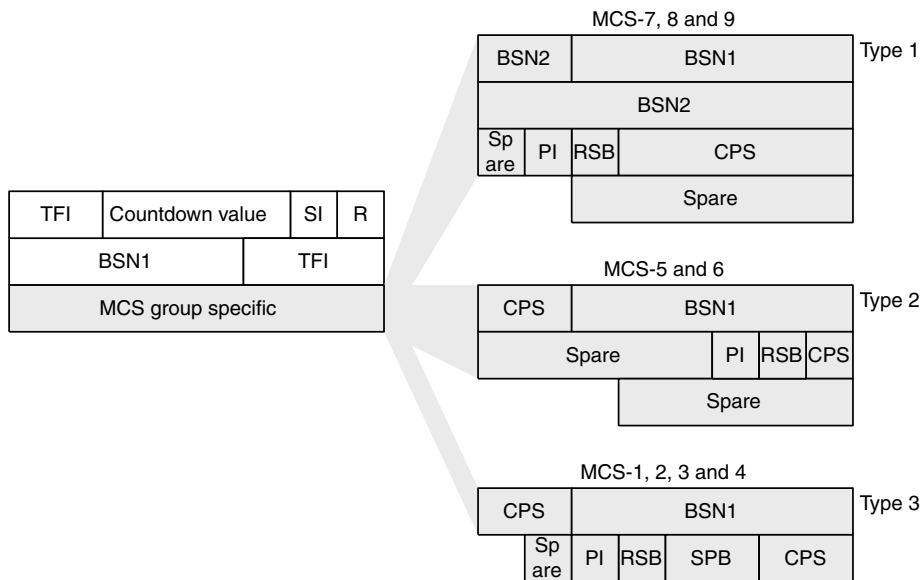 TFI Countdown value SI R
BSN1 TFI
MCS group specific
MCS-7, 8 and 9
Type 1
BSN2 BSN1
BSN2
Sp
are PI RSB CPS
Spare
MCS-5 and 6
Type 2
CPS BSN1
Spare PI RSB CPS
Spare
MCS-1, 2, 3 and 4
Type 3
CPS BSN1
Sp
are PI RSB SPB CPS